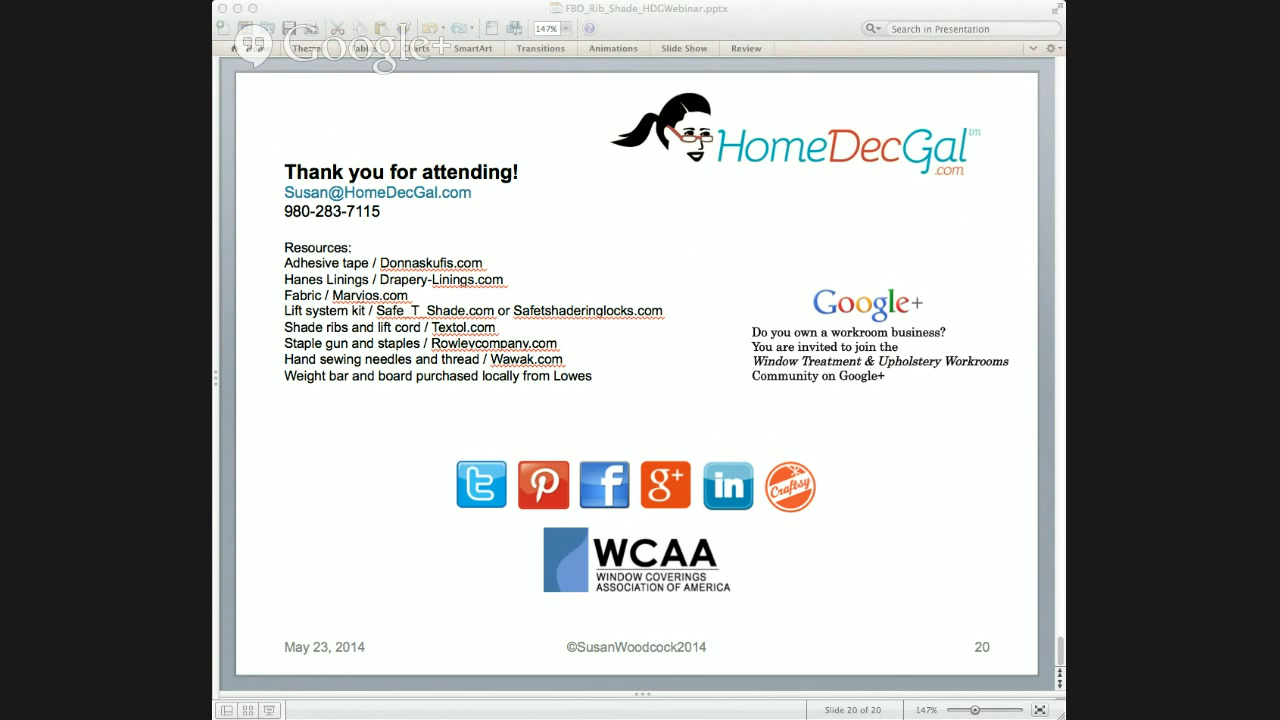 FBO_Rib_Shade_HDGWebinar.pptx
147%
Search in Presentation
Google+
Themes Tables Charts SmartArt Transitions Animations Slide Show Review
HomeDecGal™
.com
Thank you for attending!
Susan@HomeDecGal.com
980-283-7115
Resources:
Adhesive tape / Donnaskufis.com
Hanes Linings / Drapery-Linings.com
Fabric / Marvios.com
Lift system kit / Safe_T_Shade.com or Safetshaderinglocks.com
Shade ribs and lift cord / Textol.com
Staple gun and staples / Rowleycompany.com
Hand sewing needles and thread / Wawak.com
Weight bar and board purchased locally from Lowes
Google+
Do you own a workroom business?
You are invited to join the
Window Treatment & Upholstery Workrooms
Community on Google+
t P f g+ in Craftsy
WCAA
WINDOW COVERINGS
ASSOCIATION OF AMERICA
May 23, 2014 ©SusanWoodcock2014 20
Slide 20 of 20 147%